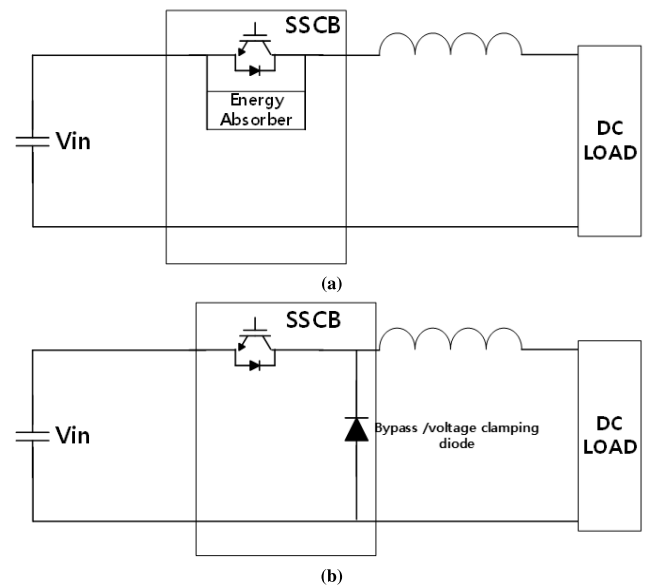 SSCB
Energy
Absorber
Vin
DC
LOAD
(a)
SSCB
Vin
Bypass /voltage clamping
diode
DC
LOAD
(b)